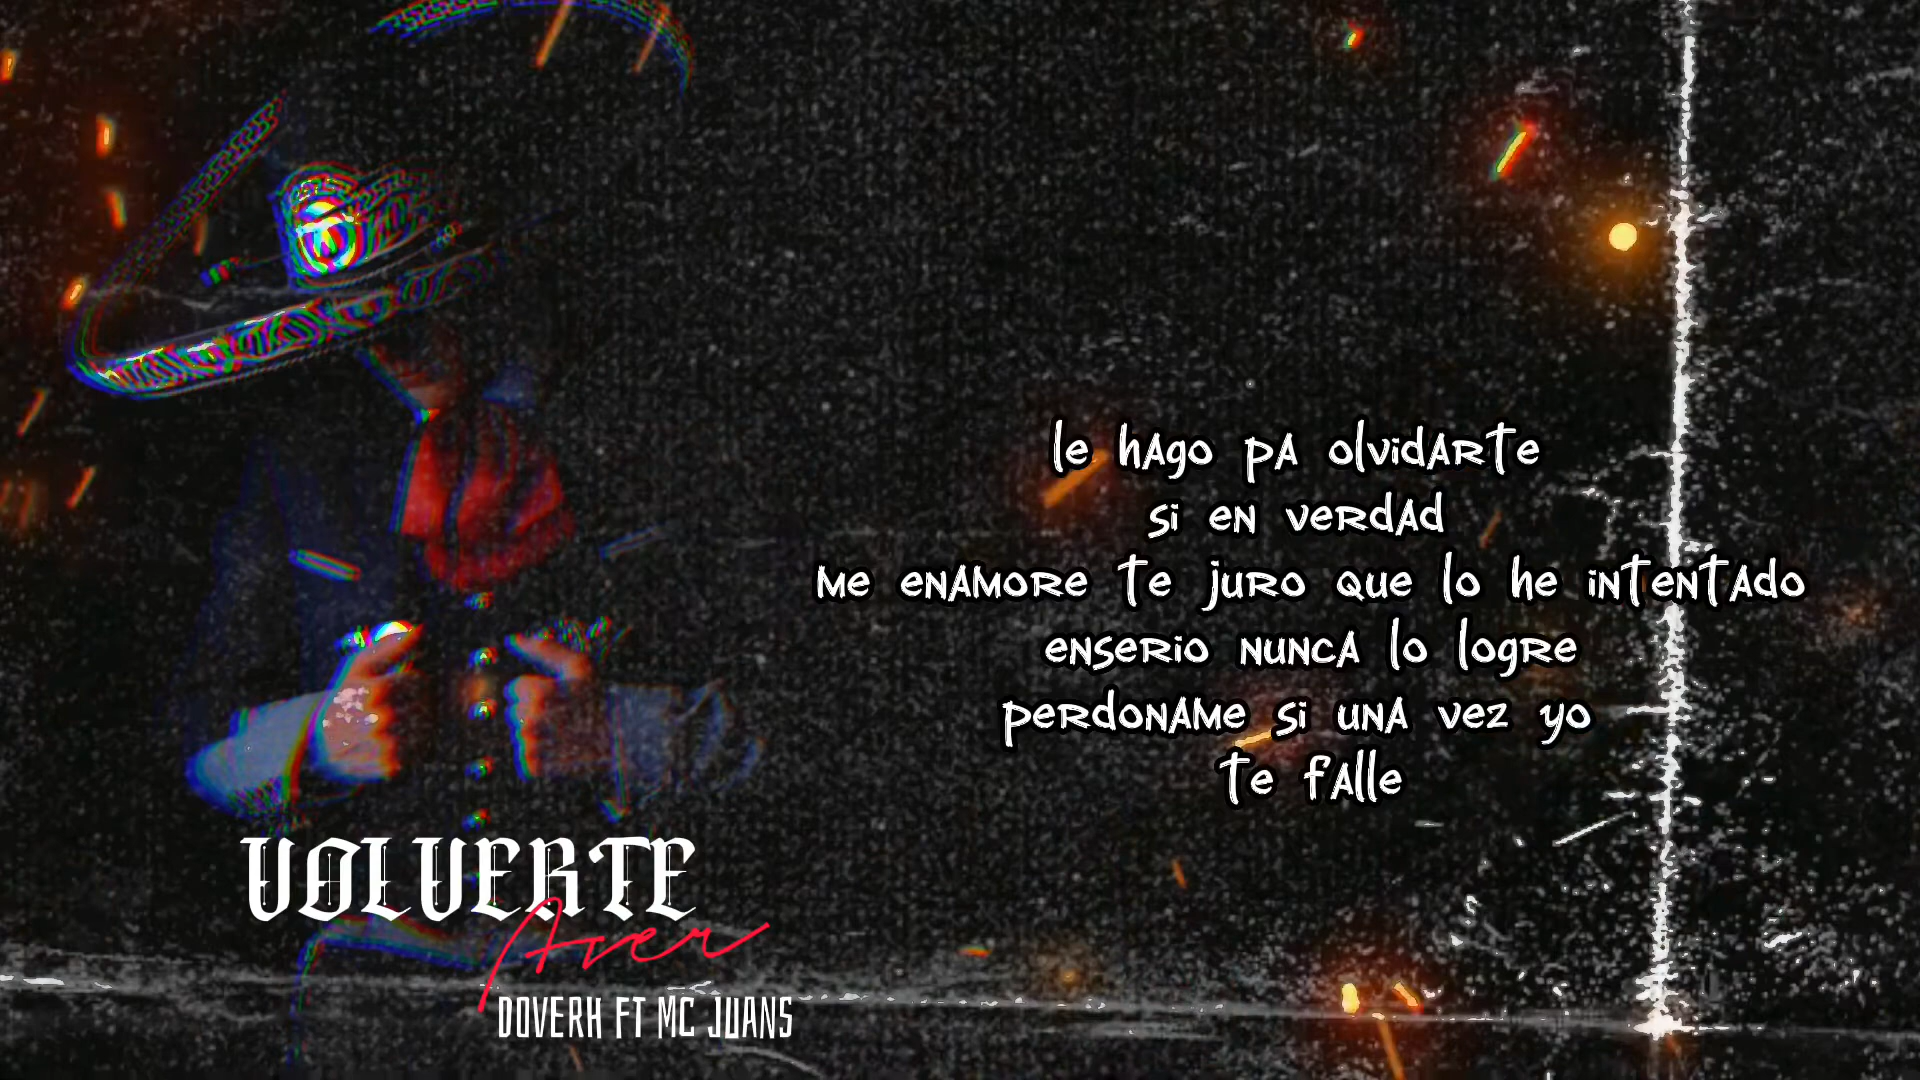 le hago pa olvidarte
si en verdad
me enamore te juro que lo he intentado
enserio nunca lo logre
perdoname si una vez yo
te falle
VOLVERTE
Aver
DOVERH FT MC JUANS